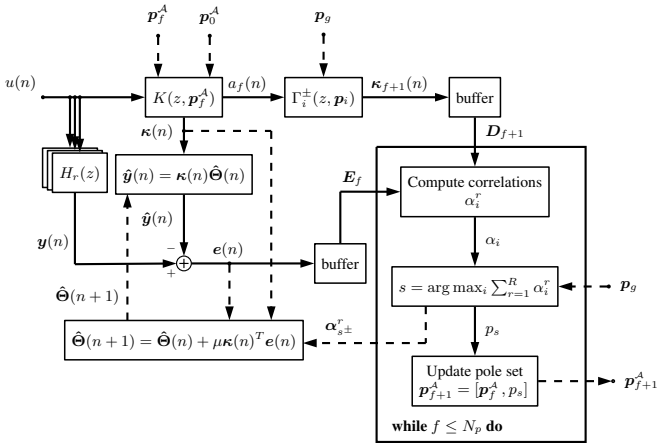 𝒑_f^𝒜
𝒑_0^𝒜
𝒑_g
u(n)
K(z, 𝒑_f^𝒜)
a_f(n)
Γ_i^±(z, 𝒑_i)
𝜿_{f+1}(n)
buffer
𝜿(n)
𝑫_{f+1}
H_r(z)
𝒚̂(n) = 𝜿(n)𝚯̂(n)
𝑬_f
Compute correlations
α_i^r
𝒚(n)
𝒚̂(n)
−
+
+
𝒆(n)
buffer
α_i
𝚯̂(n+1)
s = arg max_i ∑_{r=1}^R α_i^r
𝒑_g
𝚯̂(n+1) = 𝚯̂(n) + μ𝜿(n)^T 𝒆(n)
𝜶_{s±}^r
p_s
Update pole set
𝒑_{f+1}^𝒜 = [𝒑_f^𝒜, p_s]
𝒑_{f+1}^𝒜
while f ≤ N_p do